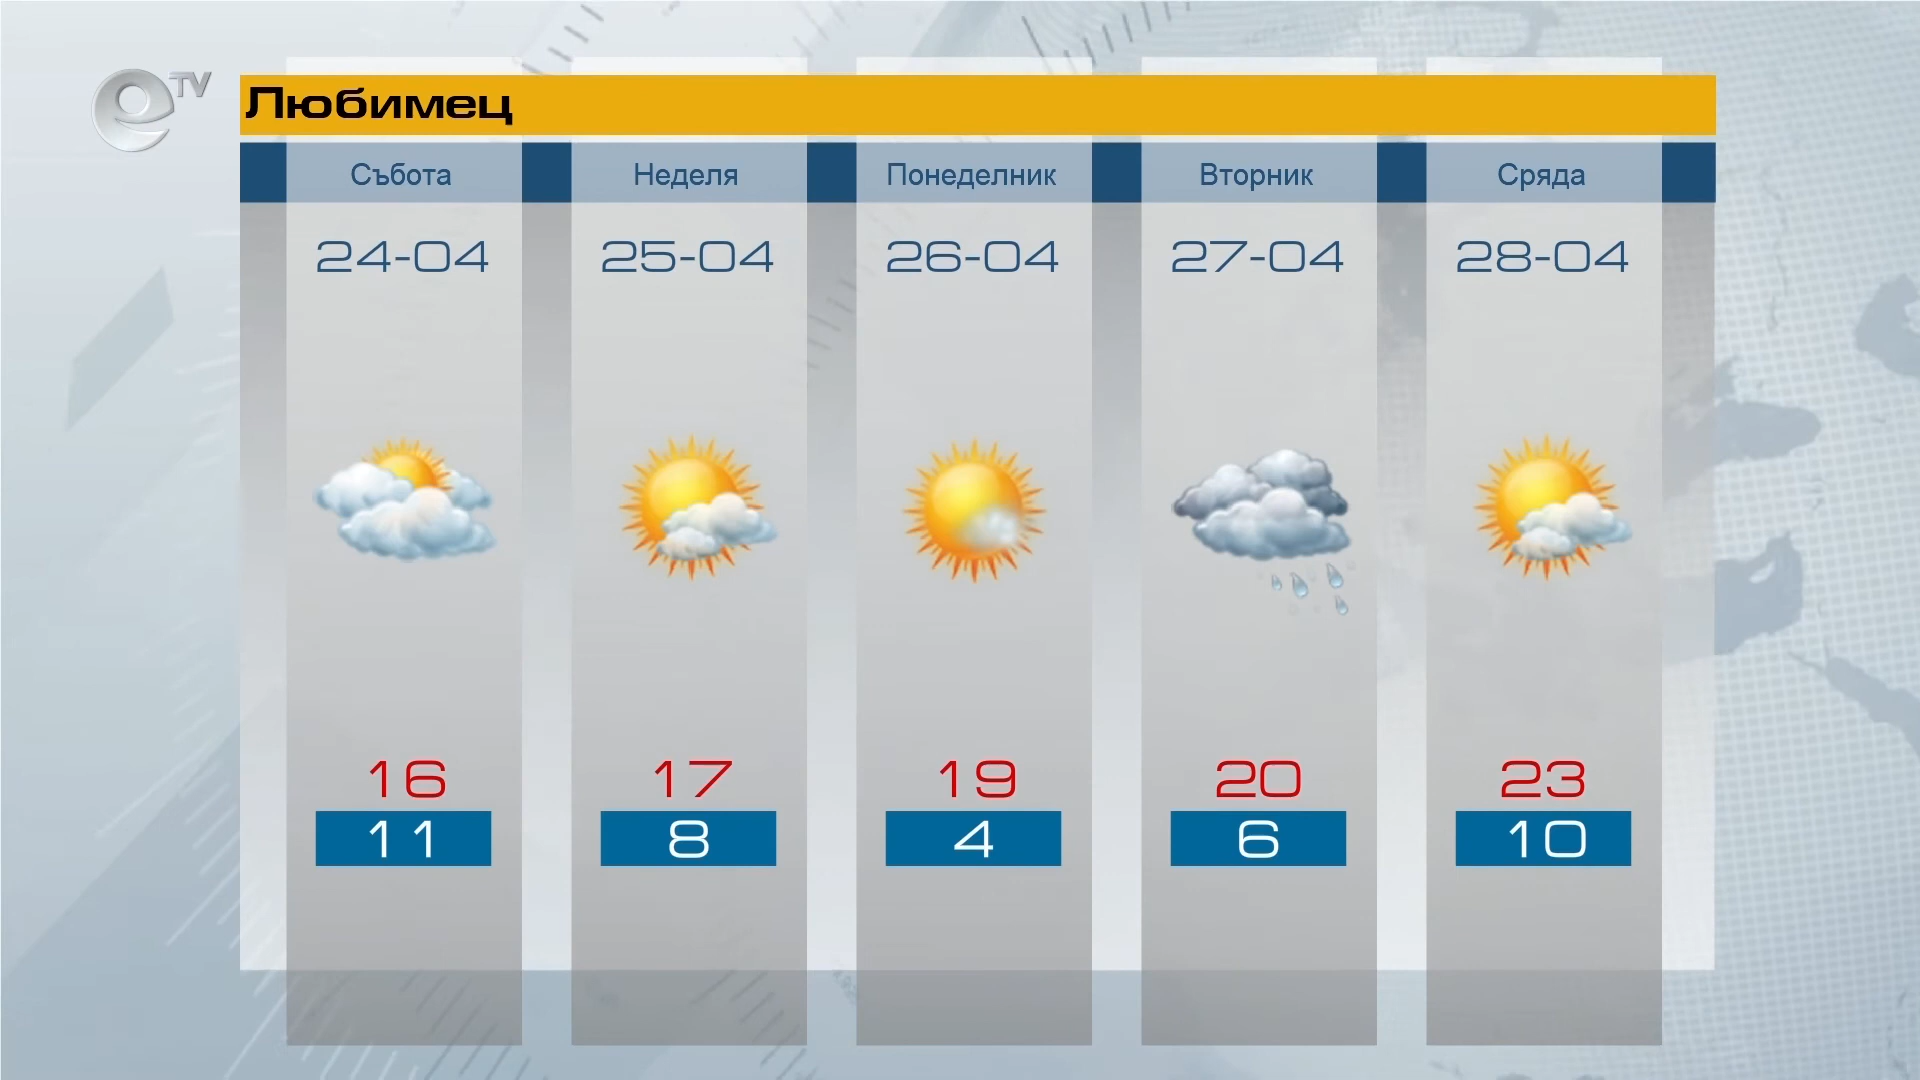 eTV
Любимец
Събота Неделя Понеделник Вторник Сряда
24-04 25-04 26-04 27-04 28-04
16 17 19 20 23
11 8 4 6 10